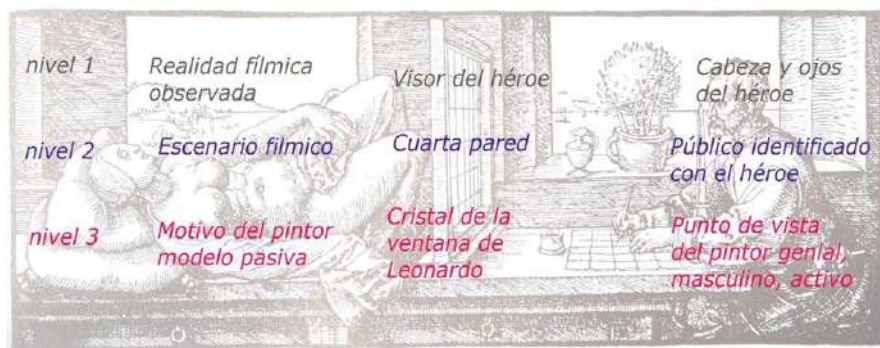 nivel 1
Realidad fílmica
observada
Visor del héroe
Cabeza y ojos
del héroe
nivel 2
Escenario fílmico
Cuarta pared
Público identificado
con el héroe
nivel 3
Motivo del pintor
modelo pasiva
Cristal de la
ventana de
Leonardo
Punto de vista
del pintor genial,
masculino, activo